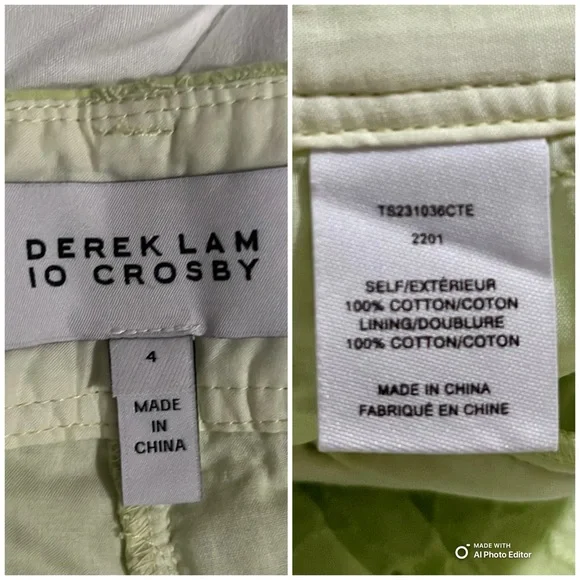 DEREK LAM
10 CROSBY
4
MADE
IN
CHINA
TS231036CTE
2201
SELF/EXTÉRIEUR
100% COTTON/COTON
LINING/DOUBLURE
100% COTTON/COTON
MADE IN CHINA
FABRIQUÉ EN CHINE
MADE WITH
AI Photo Editor